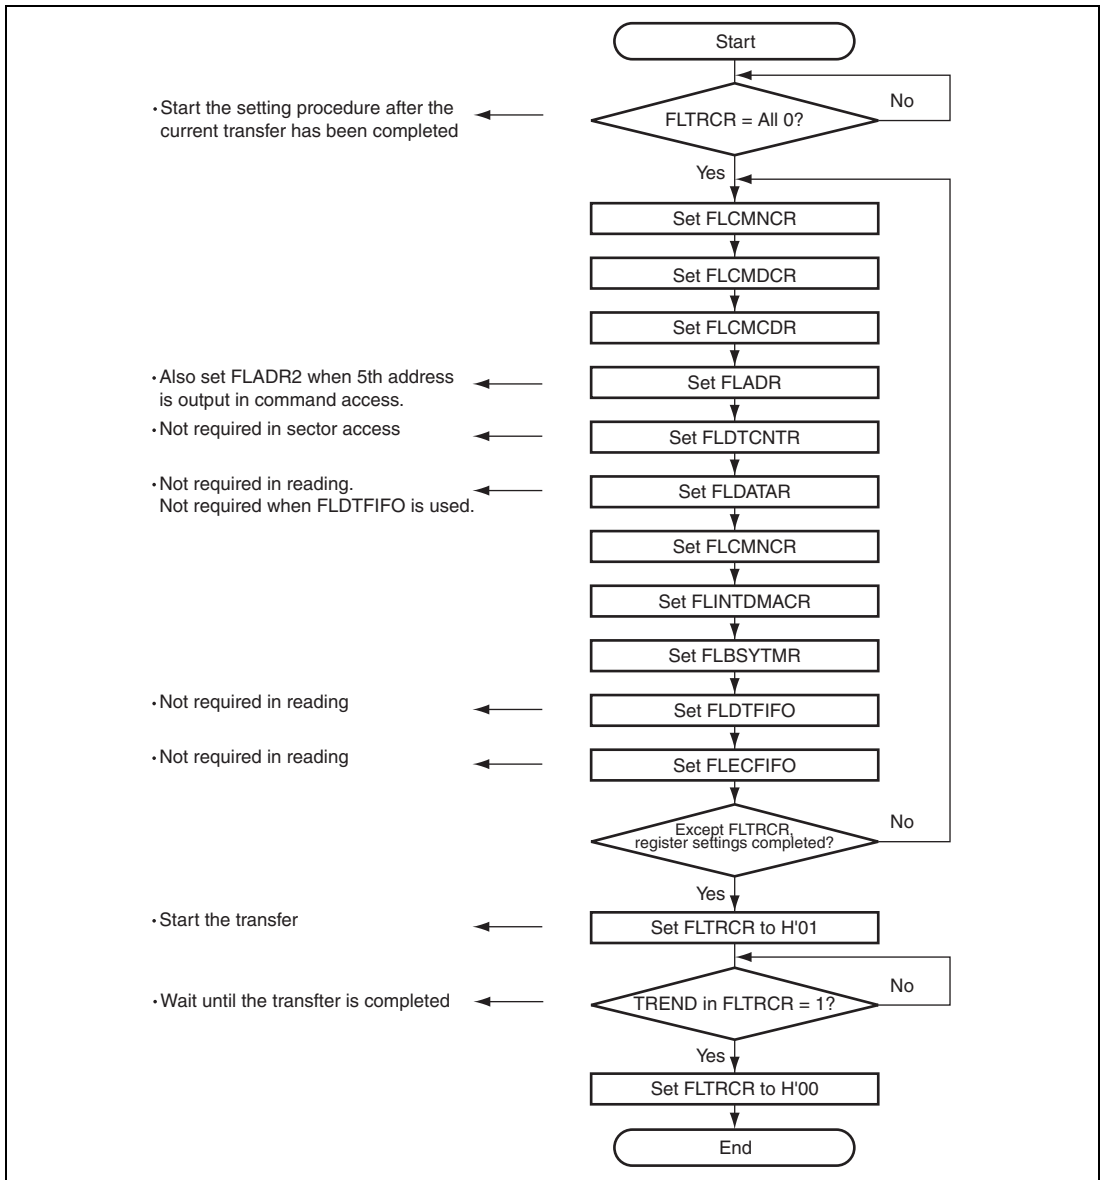 Start
· Start the setting procedure after the
current transfer has been completed
FLTRCR = All 0?
No
Yes
Set FLCMNCR
Set FLCMDCR
Set FLCMCDR
· Also set FLADR2 when 5th address
is output in command access.
Set FLADR
· Not required in sector access
Set FLDTCNTR
· Not required in reading.
Not required when FLDTFIFO is used.
Set FLDATAR
Set FLCMNCR
Set FLINTDMACR
Set FLBSYTMR
· Not required in reading
Set FLDTFIFO
· Not required in reading
Set FLECFIFO
Except FLTRCR,
register settings completed?
No
Yes
· Start the transfer
Set FLTRCR to H'01
· Wait until the transfter is completed
TREND in FLTRCR = 1?
No
Yes
Set FLTRCR to H'00
End